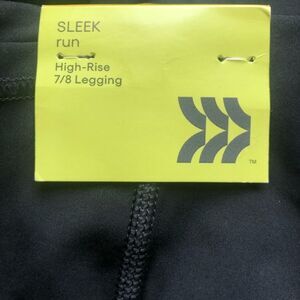 SLEEK
run
High-Rise
7/8 Legging
TM